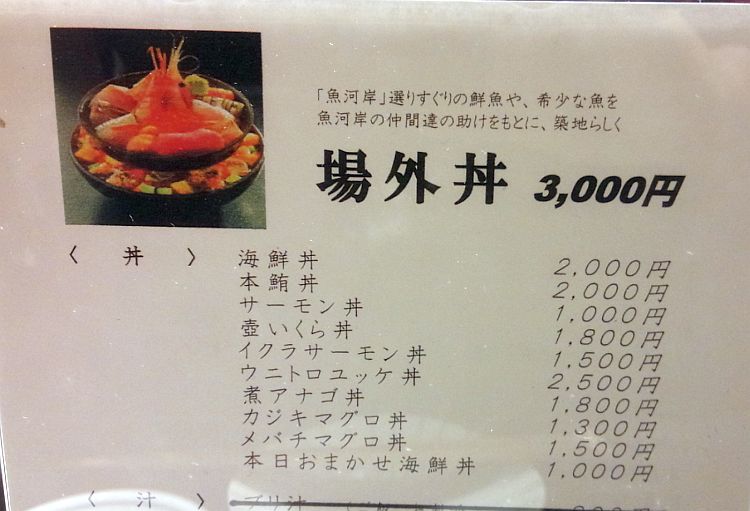 「魚河岸」選りすぐりの鮮魚や、希少な魚を
魚河岸の仲間達の助けをもとに、築地らしく
場外丼 3,000円
〈 丼 〉
海鮮丼 2,000円
本鮪丼 2,000円
サーモン丼 1,000円
壺いくら丼 1,800円
イクラサーモン丼 1,500円
ウニトロユッケ丼 2,500円
煮アナゴ丼 1,800円
カジキマグロ丼 1,300円
メバチマグロ丼 1,500円
本日おまかせ海鮮丼 1,000円
〈 汁 〉
ブリ汁